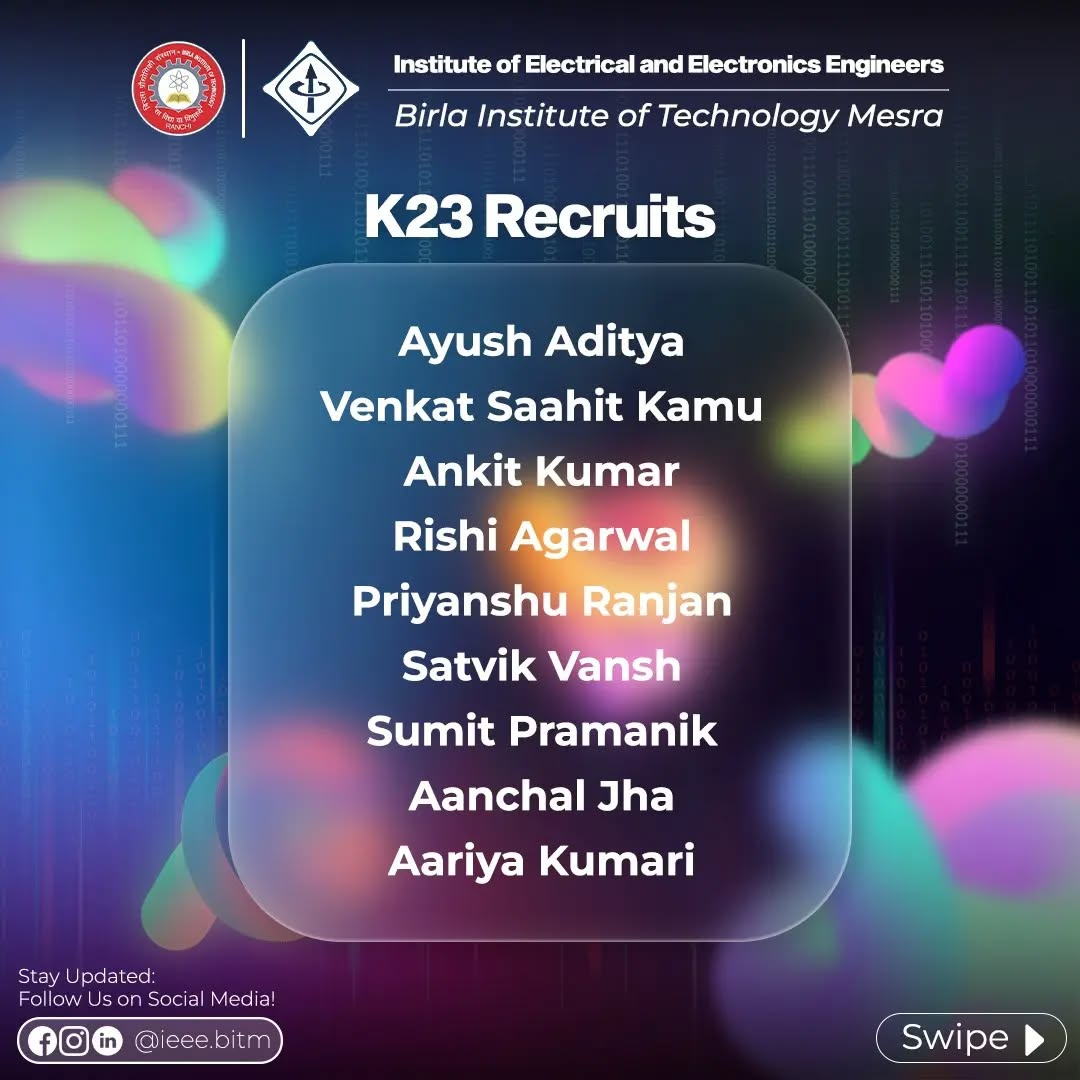 Institute of Electrical and Electronics Engineers
Birla Institute of Technology Mesra
RANCHI
K23 Recruits
Ayush Aditya
Venkat Saahit Kamu
Ankit Kumar
Rishi Agarwal
Priyanshu Ranjan
Satvik Vansh
Sumit Pramanik
Aanchal Jha
Aariya Kumari
Stay Updated:
Follow Us on Social Media!
@ieee.bitm
Swipe